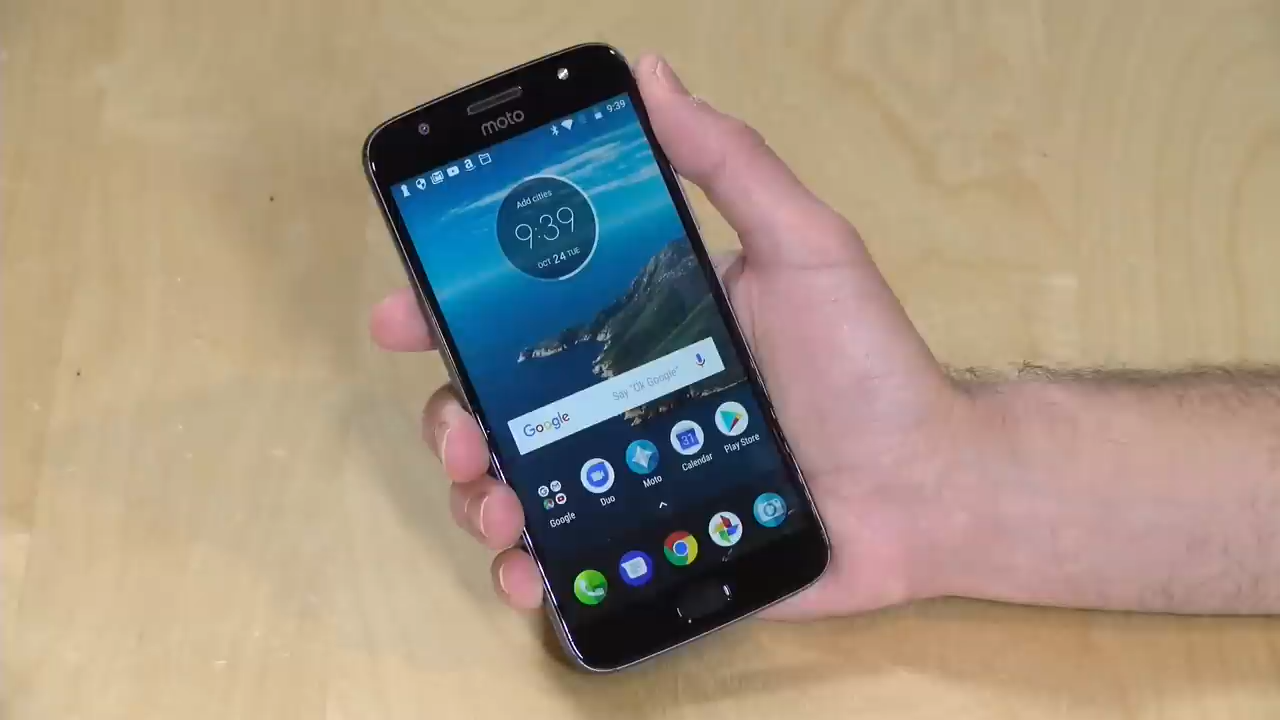 moto
9:39
a
Add cities
9:39
OCT 24 TUE
Google
Say "Ok Google"
31
Google
Duo
Moto
Calendar
Play Store